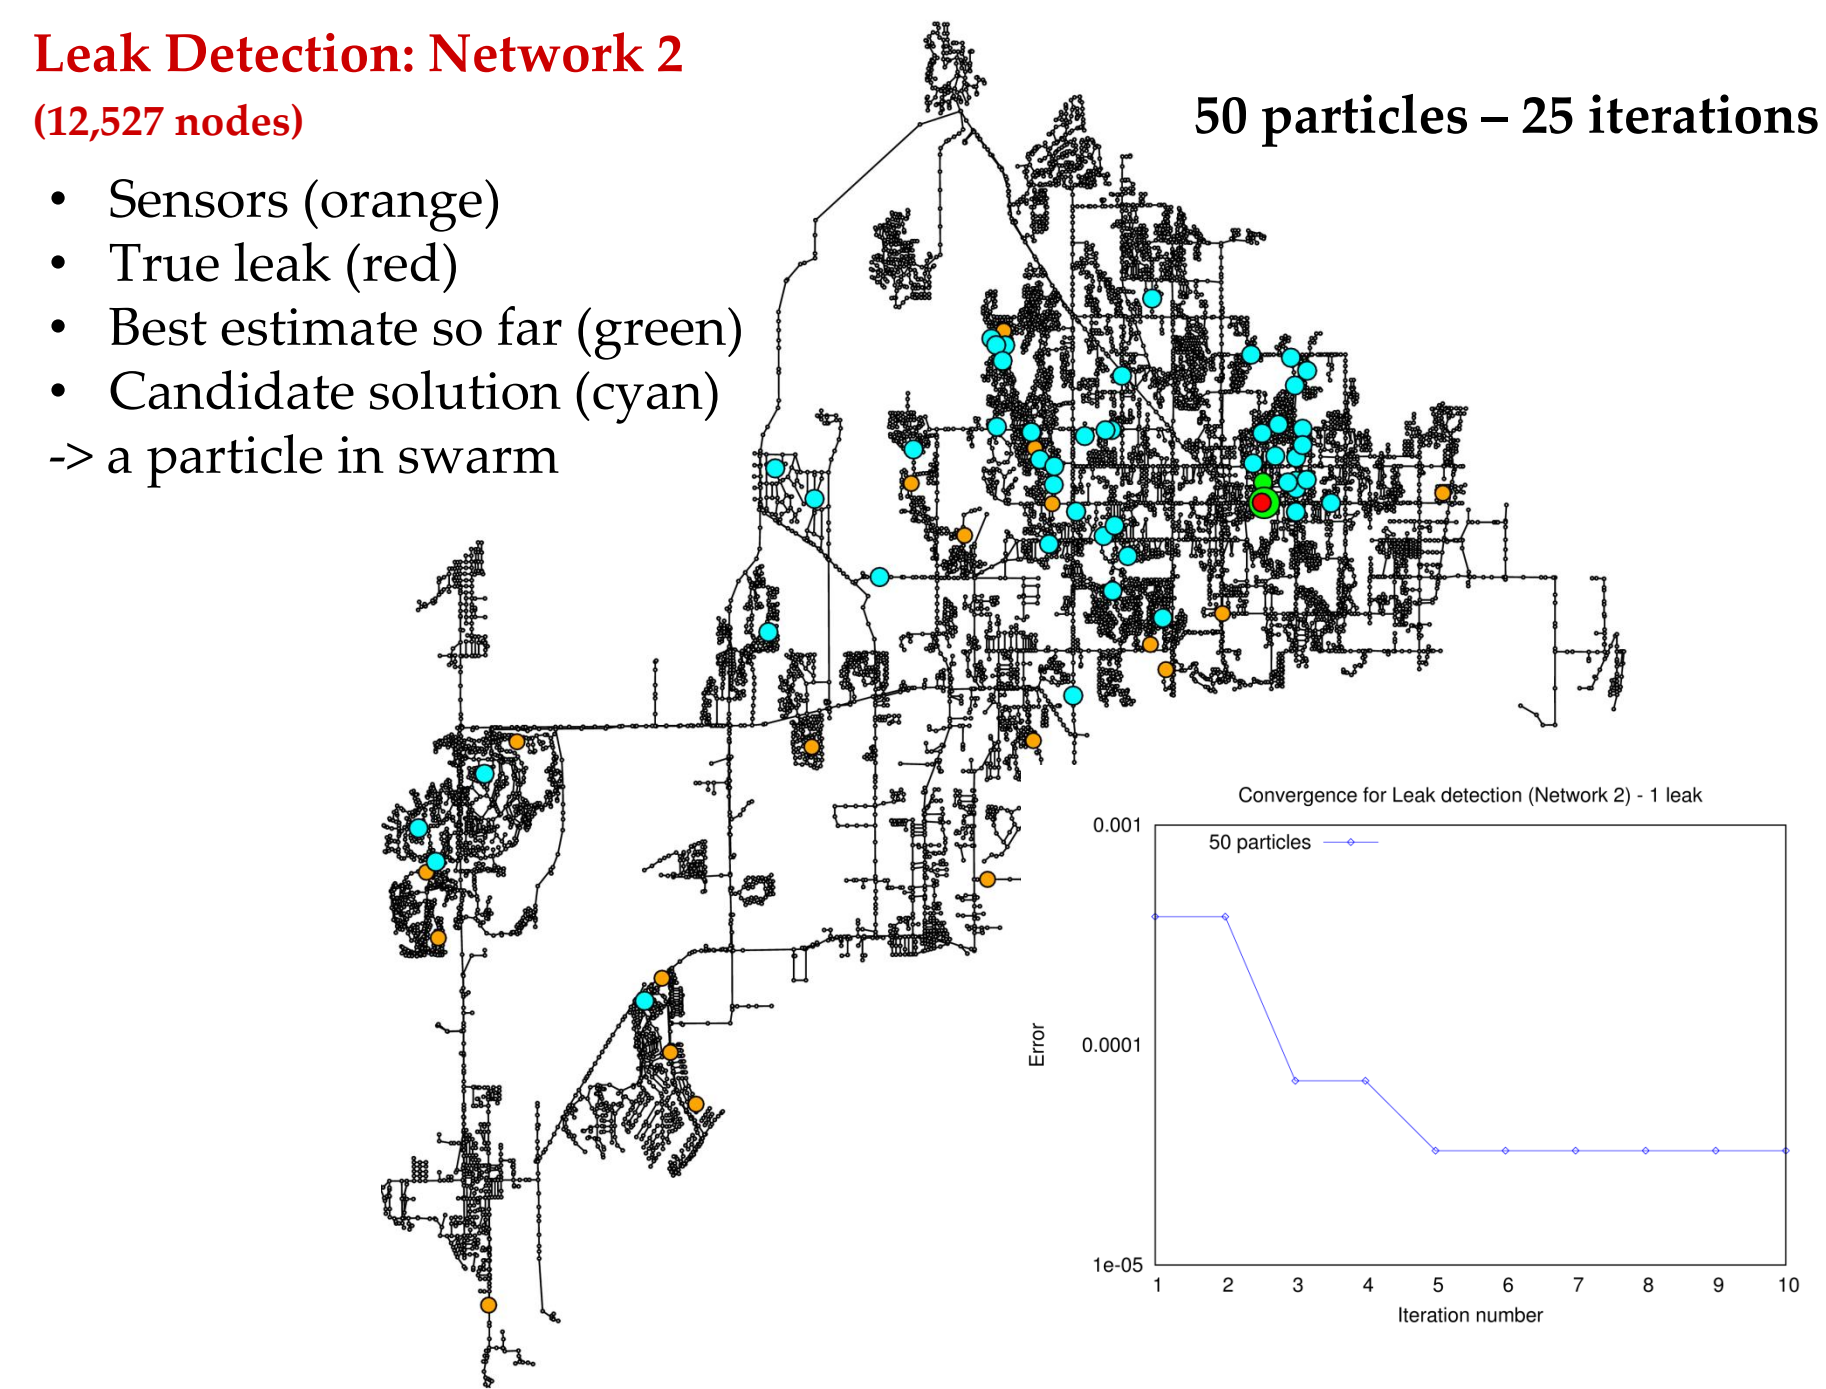 Leak Detection: Network 2
(12,527 nodes)
50 particles – 25 iterations
• Sensors (orange)
• True leak (red)
• Best estimate so far (green)
• Candidate solution (cyan)
-> a particle in swarm
Convergence for Leak detection (Network 2) - 1 leak
0.001
50 particles
Error
0.0001
1e-05
1 2 3 4 5 6 7 8 9 10
Iteration number